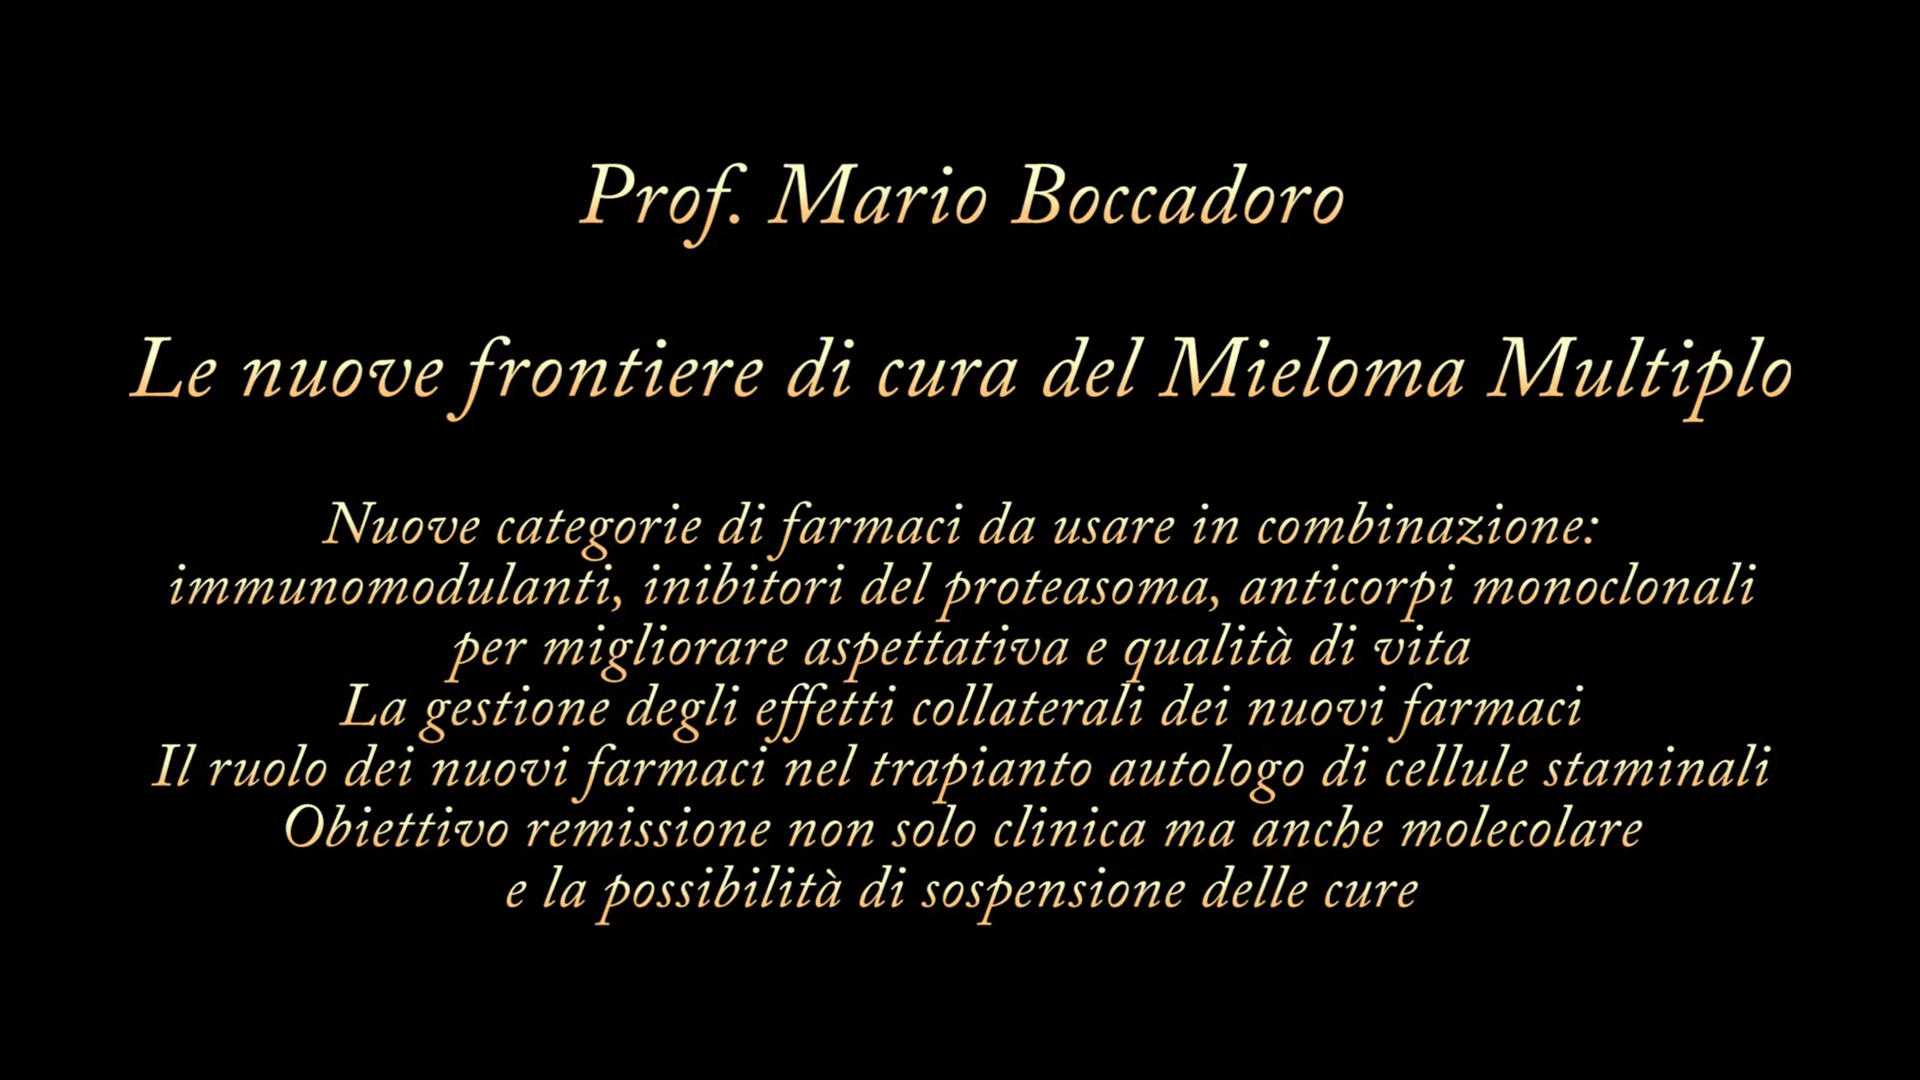 Prof. Mario Boccadoro
Le nuove frontiere di cura del Mieloma Multiplo
Nuove categorie di farmaci da usare in combinazione:
immunomodulanti, inibitori del proteasoma, anticorpi monoclonali
per migliorare aspettativa e qualità di vita
La gestione degli effetti collaterali dei nuovi farmaci
Il ruolo dei nuovi farmaci nel trapianto autologo di cellule staminali
Obiettivo remissione non solo clinica ma anche molecolare
e la possibilità di sospensione delle cure